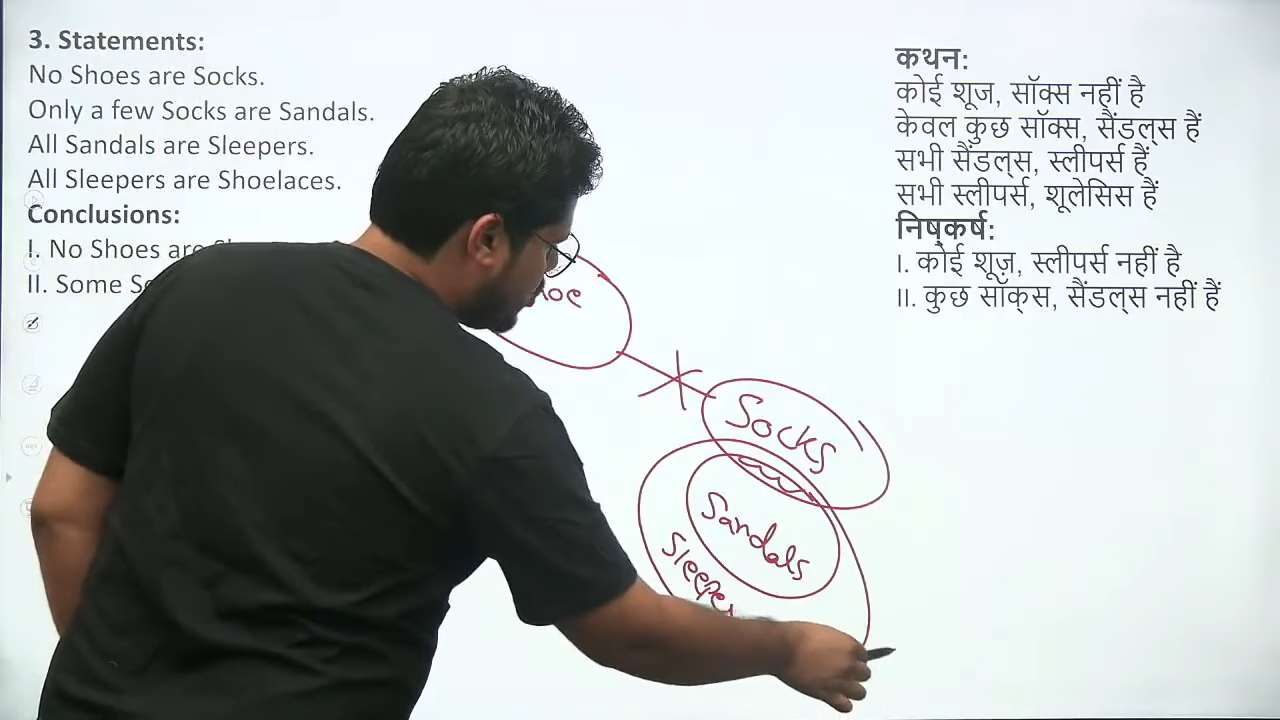 3. Statements:
No Shoes are Socks.
Only a few Socks are Sandals.
All Sandals are Sleepers.
All Sleepers are Shoelaces.
Conclusions:
I. No Shoes are
II. Some
कथन:
कोई शूज, सॉक्स नहीं है
केवल कुछ सॉक्स, सैंडल्स हैं
सभी सैंडल्स, स्लीपर्स हैं
सभी स्लीपर्स, शूलेसिस हैं
निष्कर्ष:
I. कोई शूज़, स्लीपर्स नहीं है
II. कुछ सॉक्स, सैंडल्स नहीं हैं
Socks
Sandals